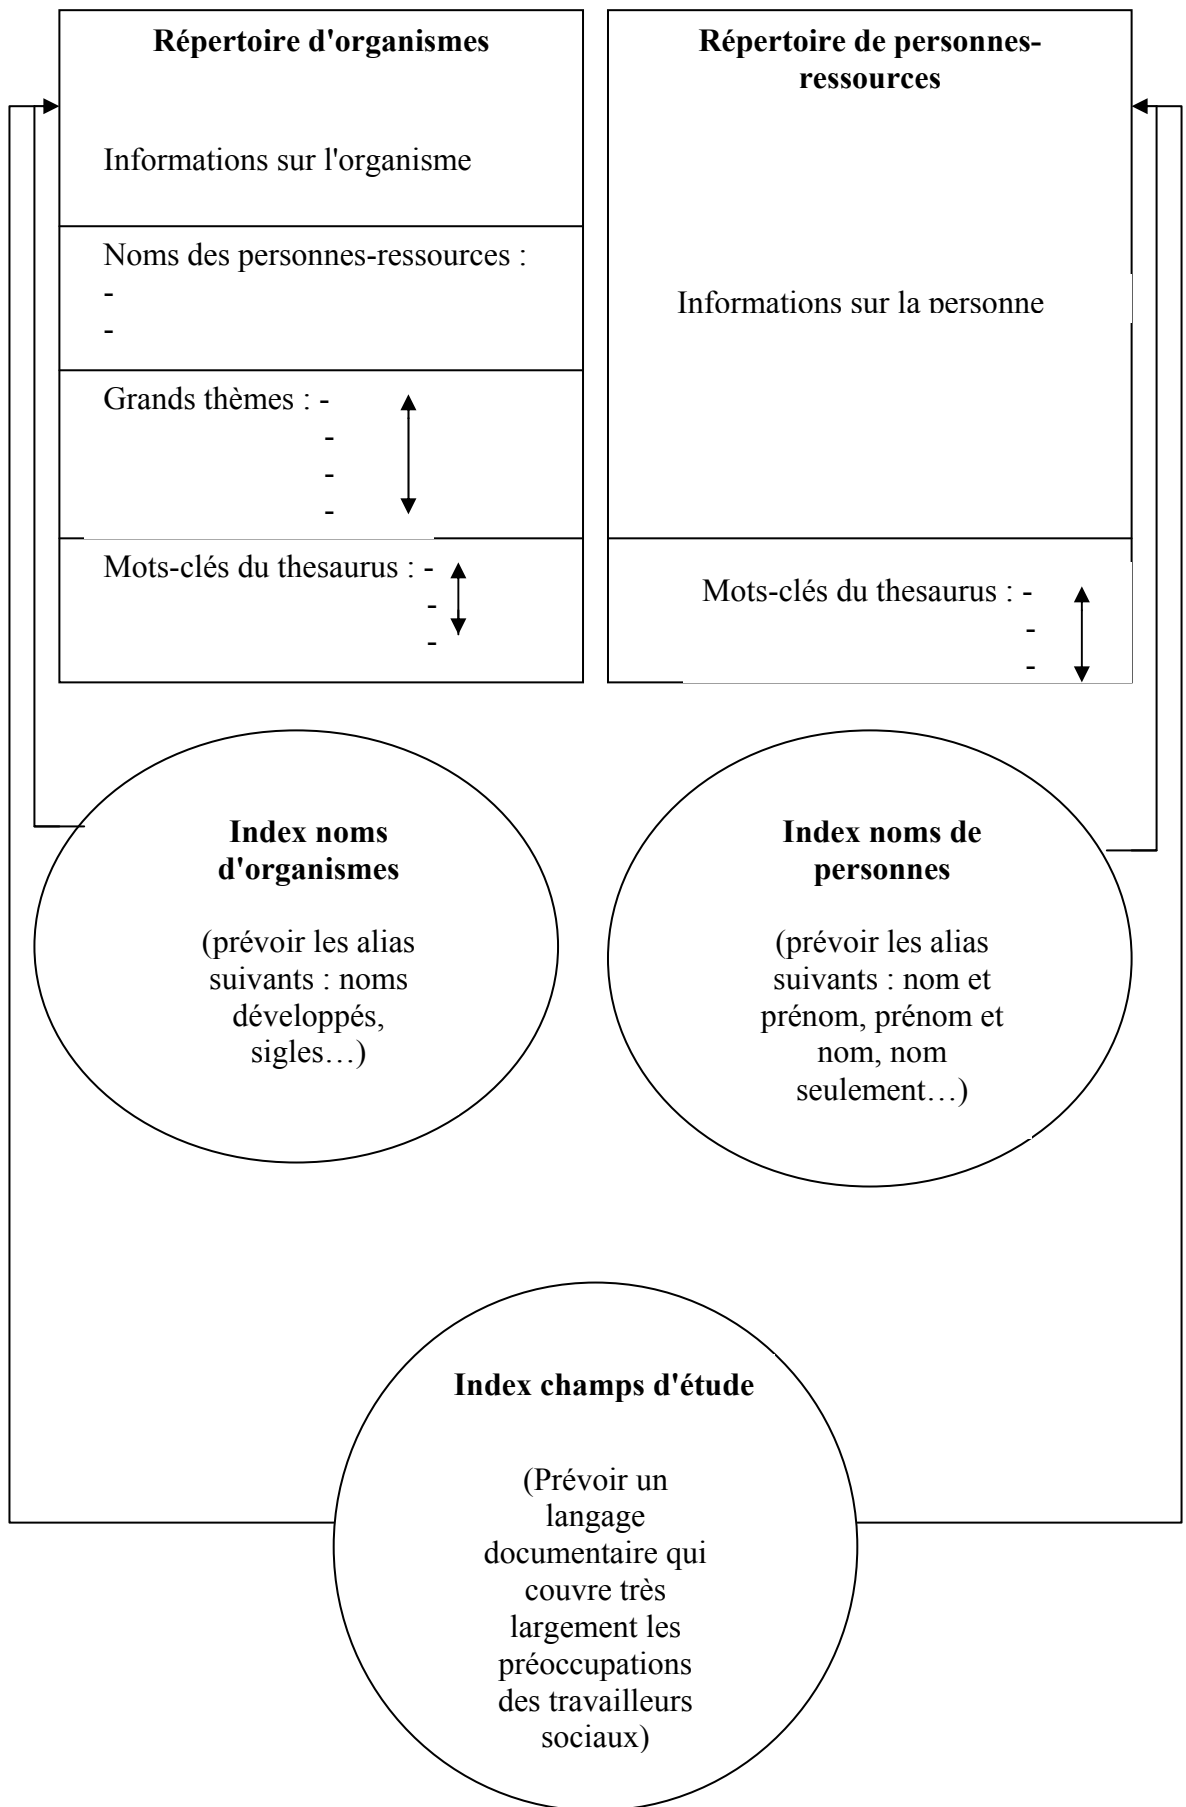 Répertoire d'organismes
Informations sur l'organisme
Noms des personnes-ressources :
-
-
Grands thèmes : -
-
-
-
Mots-clés du thesaurus : -
-
-
Répertoire de personnes-
ressources
Informations sur la personne
Mots-clés du thesaurus : -
-
-
Index noms
d'organismes
(prévoir les alias
suivants : noms
développés,
sigles…)
Index noms de
personnes
(prévoir les alias
suivants : nom et
prénom, prénom et
nom, nom
seulement…)
Index champs d'étude
(Prévoir un
langage
documentaire qui
couvre très
largement les
préoccupations
des travailleurs
sociaux)